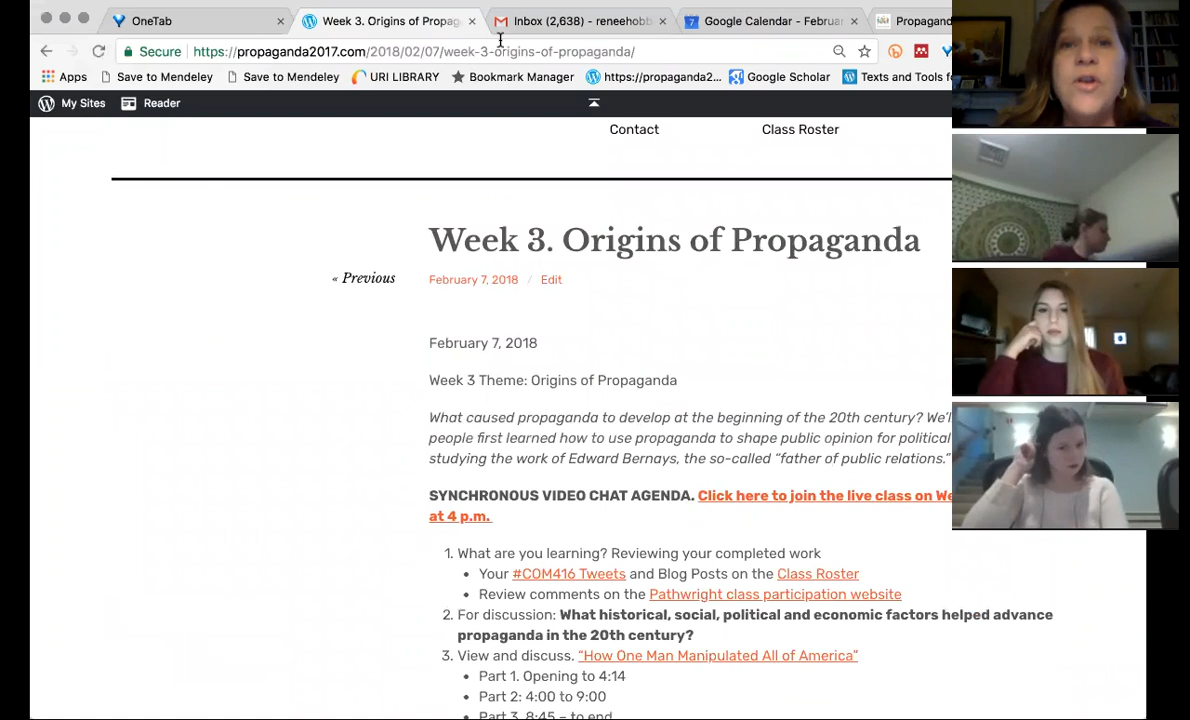 OneTab
Week 3. Origins of Propag
Inbox (2,638) - reneehobb
7
Google Calendar - Februar
Propagand
Secure
https://propaganda2017.com/2018/02/07/week-3-origins-of-propaganda/
Apps
Save to Mendeley
Save to Mendeley
URI LIBRARY
Bookmark Manager
https://propaganda2...
Google Scholar
Texts and Tools fo
My Sites
Reader
Contact
Class Roster
Week 3. Origins of Propaganda
« Previous
February 7, 2018 / Edit
February 7, 2018
Week 3 Theme: Origins of Propaganda
What caused propaganda to develop at the beginning of the 20th century? We'l
people first learned how to use propaganda to shape public opinion for political
studying the work of Edward Bernays, the so-called “father of public relations.”
SYNCHRONOUS VIDEO CHAT AGENDA. Click here to join the live class on We
at 4 p.m.
1. What are you learning? Reviewing your completed work
• Your #COM416 Tweets and Blog Posts on the Class Roster
• Review comments on the Pathwright class participation website
2. For discussion: What historical, social, political and economic factors helped advance
propaganda in the 20th century?
3. View and discuss. “How One Man Manipulated All of America”
• Part 1. Opening to 4:14
• Part 2: 4:00 to 9:00
• Part 3. 8:45 – to end